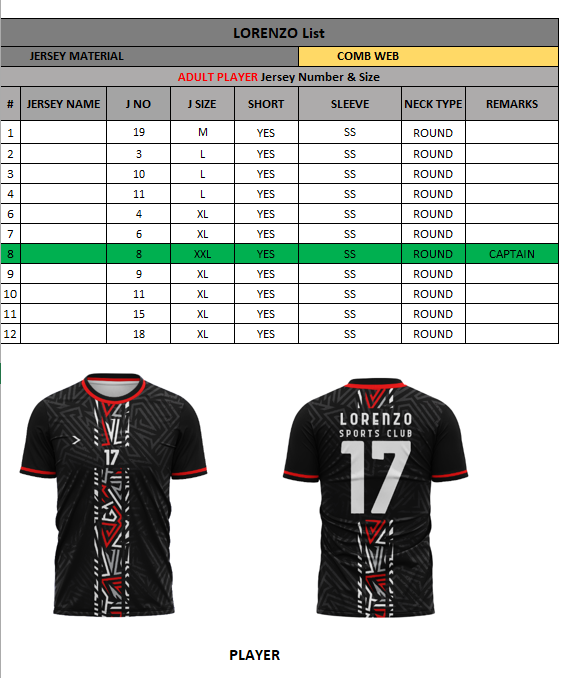 LORENZO List
JERSEY MATERIAL COMB WEB
ADULT PLAYER Jersey Number & Size
# JERSEY NAME J NO J SIZE SHORT SLEEVE NECK TYPE REMARKS
1 19 M YES SS ROUND
2 3 L YES SS ROUND
3 10 L YES SS ROUND
4 11 L YES SS ROUND
6 4 XL YES SS ROUND
7 6 XL YES SS ROUND
8 8 XXL YES SS ROUND CAPTAIN
9 9 XL YES SS ROUND
10 11 XL YES SS ROUND
11 15 XL YES SS ROUND
12 18 XL YES SS ROUND
17
LORENZO
SPORTS CLUB
17
PLAYER